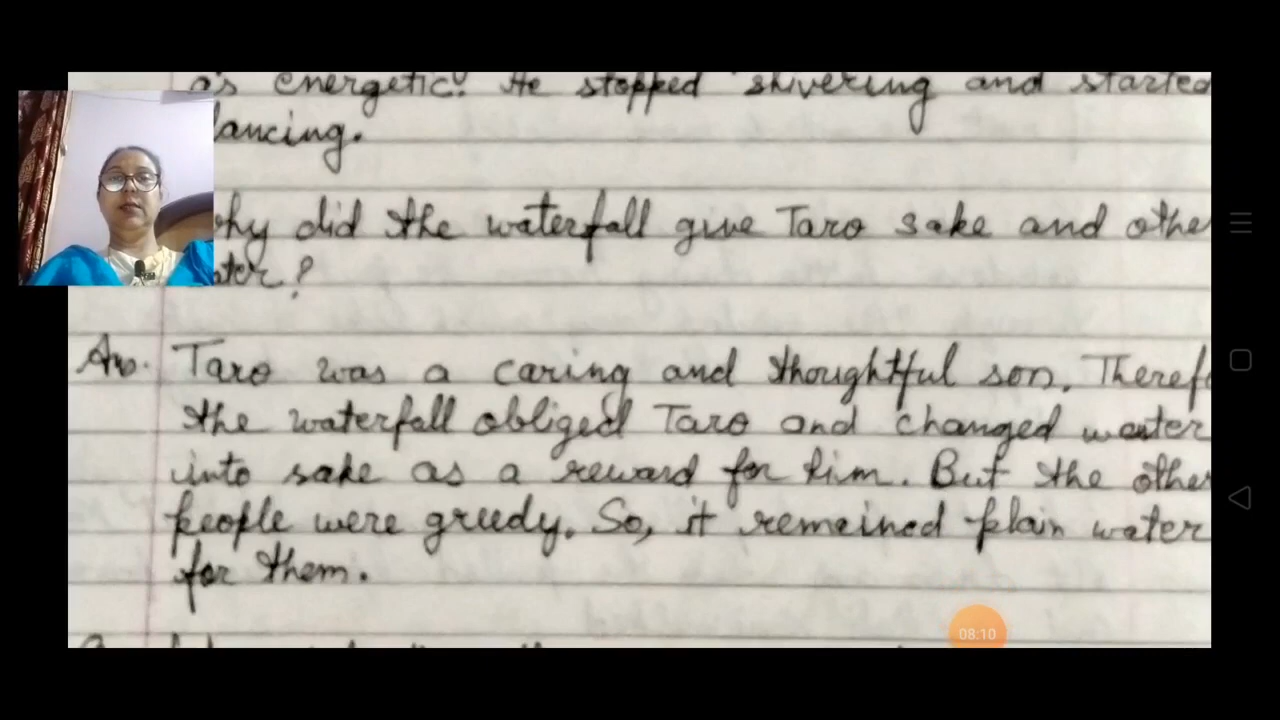 as energetic. He stopped shivering and started
dancing.
why did the waterfall give Taro sake and other
water?
Ans. Taro was a caring and thoughtful son. Theref
the waterfall obliged Taro and changed water
into sake as a reward for him. But the other
people were greedy. So, it remained plain water
for them.
08:10